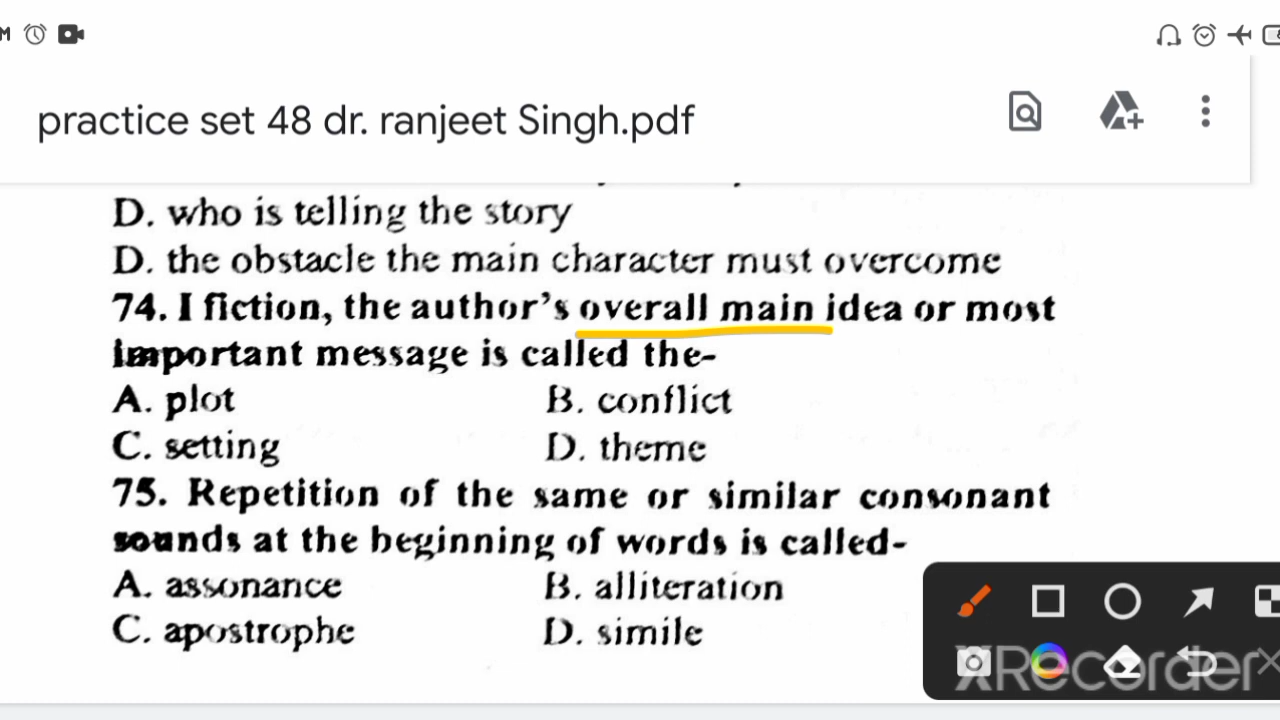 M
practice set 48 dr. ranjeet Singh.pdf
D. who is telling the story
D. the obstacle the main character must overcome
74. I fiction, the author's overall main idea or most
important message is called the-
A. plot B. conflict
C. setting D. theme
75. Repetition of the same or similar consonant
sounds at the beginning of words is called-
A. assonance B. alliteration
C. apostrophe D. simile
XRecorder